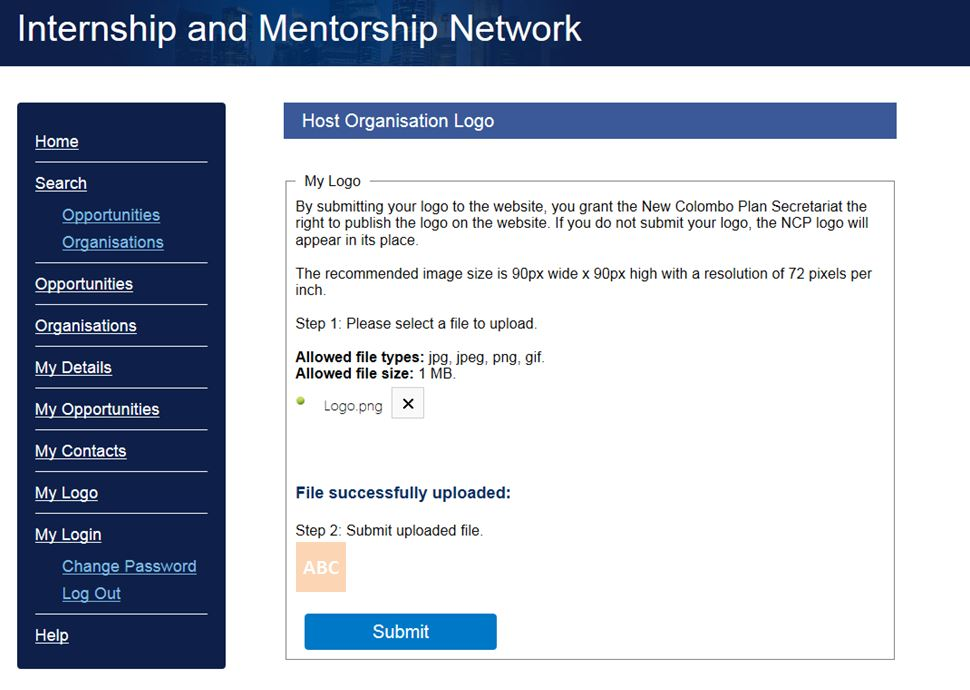 Internship and Mentorship Network
Home
Search
Opportunities
Organisations
Opportunities
Organisations
My Details
My Opportunities
My Contacts
My Logo
My Login
Change Password
Log Out
Help
Host Organisation Logo
My Logo
By submitting your logo to the website, you grant the New Colombo Plan Secretariat the
right to publish the logo on the website. If you do not submit your logo, the NCP logo will
appear in its place.
The recommended image size is 90px wide x 90px high with a resolution of 72 pixels per
inch.
Step 1: Please select a file to upload.
Allowed file types: jpg, jpeg, png, gif.
Allowed file size: 1 MB.
Logo.png
File successfully uploaded:
Step 2: Submit uploaded file.
ABC
Submit